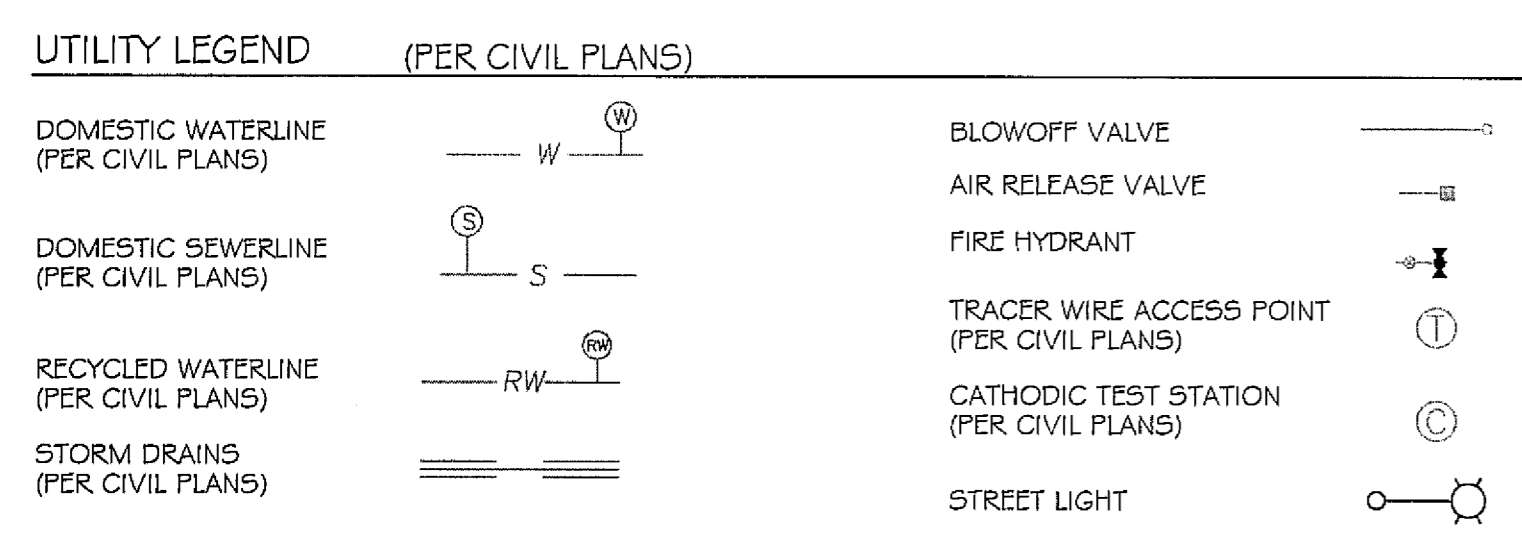 UTILITY LEGEND (PER CIVIL PLANS)
DOMESTIC WATERLINE
(PER CIVIL PLANS)
W
W
DOMESTIC SEWERLINE
(PER CIVIL PLANS)
S
S
RECYCLED WATERLINE
(PER CIVIL PLANS)
RW
RW
STORM DRAINS
(PER CIVIL PLANS)
BLOWOFF VALVE
AIR RELEASE VALVE
FIRE HYDRANT
TRACER WIRE ACCESS POINT
(PER CIVIL PLANS)
T
CATHODIC TEST STATION
(PER CIVIL PLANS)
C
STREET LIGHT